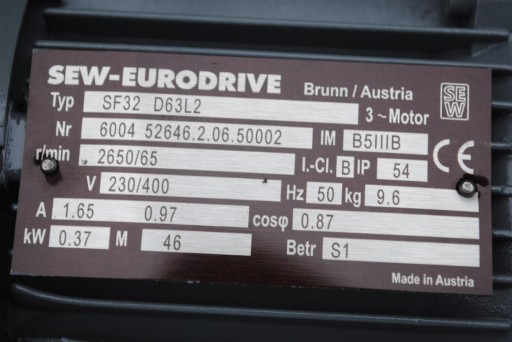 SEW-EURODRIVE Brunn / Austria SEW
Typ SF32 D63L2 3~Motor
Nr 6004 52646.2.06.50002 IM B5IIIB
r/min 2650/65 I.-Cl. B IP 54 CE
V 230/400 Hz 50 kg 9.6
A 1.65 0.97 cosφ 0.87
kW 0.37 M 46 Betr S1
Made in Austria